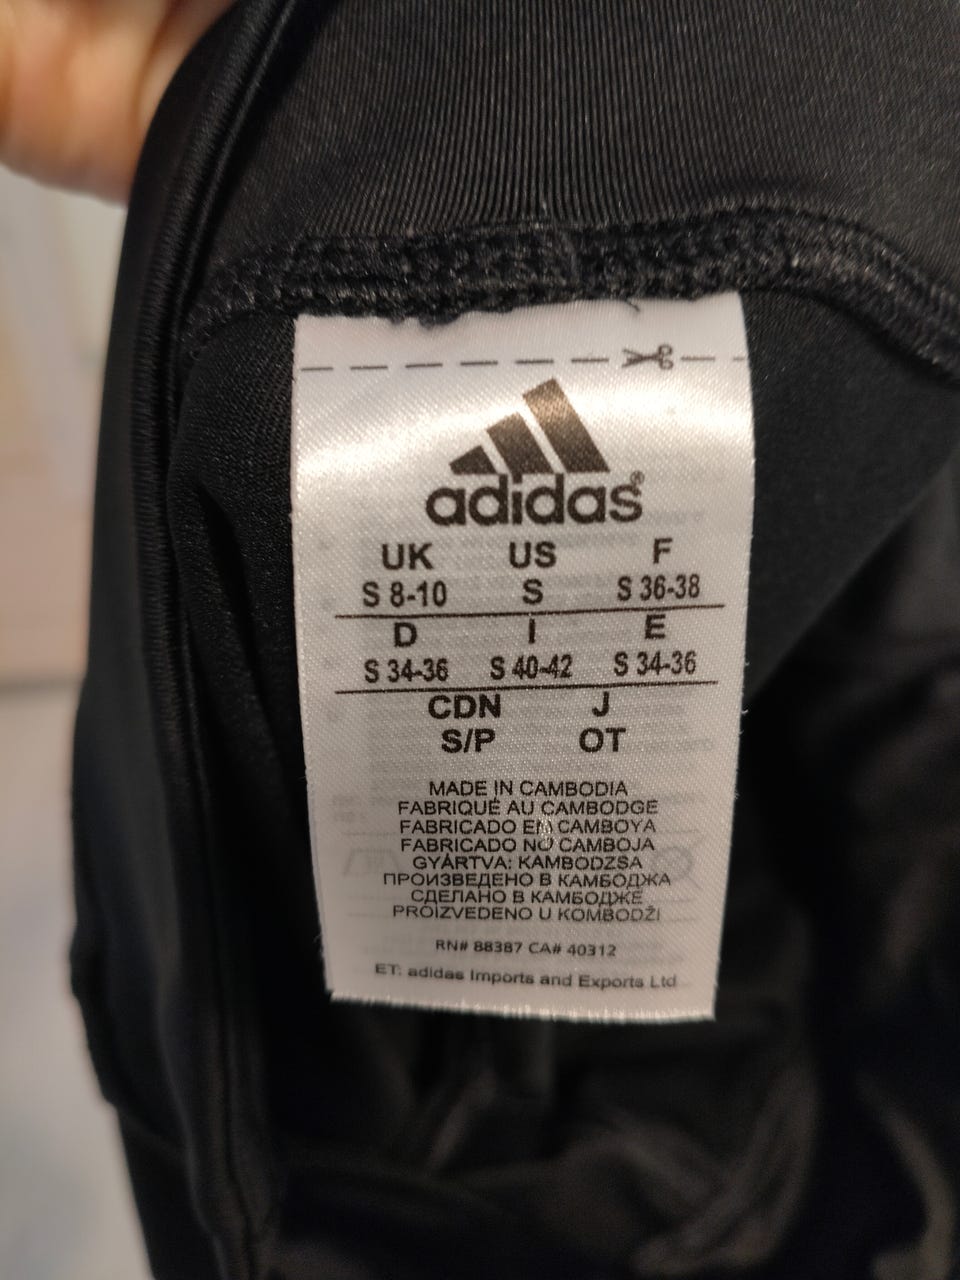 adidas®
UK US F
S 8-10 S S 36-38
D I E
S 34-36 S 40-42 S 34-36
CDN J
S/P OT
MADE IN CAMBODIA
FABRIQUÉ AU CAMBODGE
FABRICADO EN CAMBOYA
FABRICADO NO CAMBOJA
GYÁRTVA: KAMBODZSA
ПРОИЗВЕДЕНО В КАМБОДЖА
СДЕЛАНО В КАМБОДЖЕ
PROIZVEDENO U KOMBODŽI
RN# 88387 CA# 40312
ET: adidas Imports and Exports Ltd